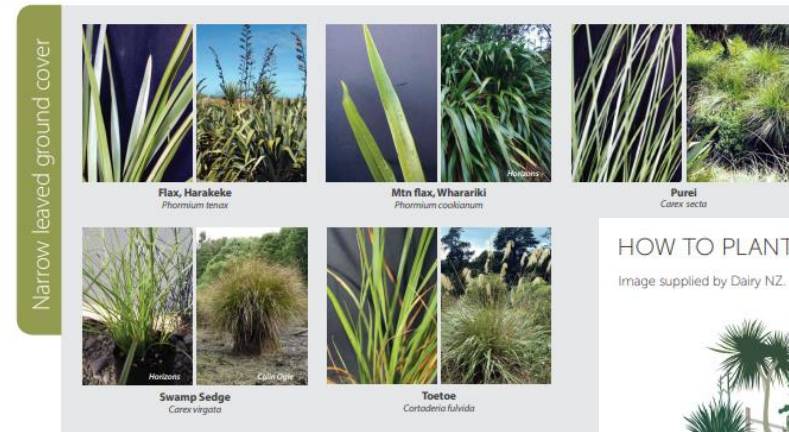 Narrow leaved ground cover
Horizons
Flax, Harakeke
Phormium tenax
Mtn flax, Wharariki
Phormium cookianum
Purei
Carex secta
HOW TO PLANT
Image supplied by Dairy NZ.
Horizons
Colin Ogle
Swamp Sedge
Carex virgata
Toetoe
Cortaderia fulvida